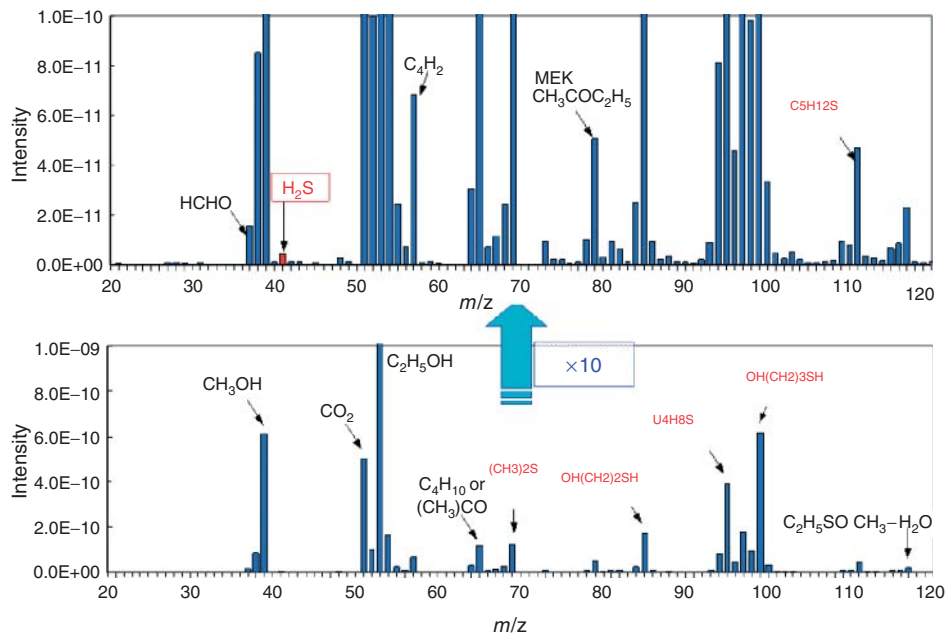 1.0E−10
8.0E−11
6.0E−11
4.0E−11
2.0E−11
0.0E+00
Intensity
HCHO
H₂S
C₄H₂
MEK
CH₃COC₂H₅
C5H12S
20 30 40 50 60 70 80 90 100 110 120
m/z
×10
1.0E−09
8.0E−10
6.0E−10
4.0E−10
2.0E−10
0.0E+00
Intensity
CH₃OH
CO₂
C₂H₅OH
C₄H₁₀ or
(CH₃)CO
(CH3)2S
OH(CH2)2SH
U4H8S
OH(CH2)3SH
C₂H₅SO CH₃−H₂O
20 30 40 50 60 70 80 90 100 110 120
m/z